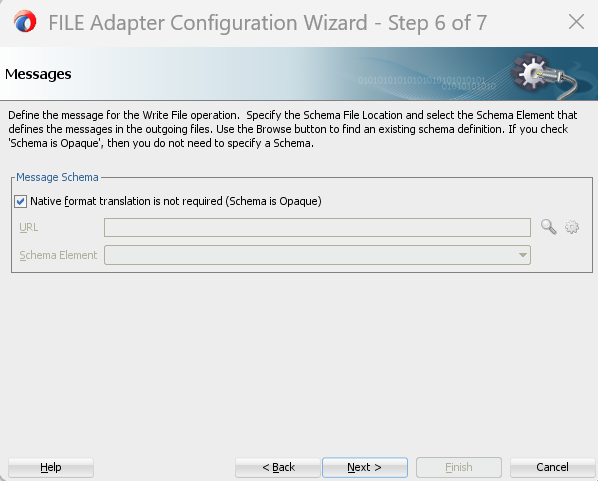 FILE Adapter Configuration Wizard - Step 6 of 7
Messages
Define the message for the Write File operation.  Specify the Schema File Location and select the Schema Element that
defines the messages in the outgoing files. Use the Browse button to find an existing schema definition. If you check
'Schema is Opaque', then you do not need to specify a Schema.
Message Schema
Native format translation is not required (Schema is Opaque)
URL
Schema Element
Help
< Back
Next >
Finish
Cancel